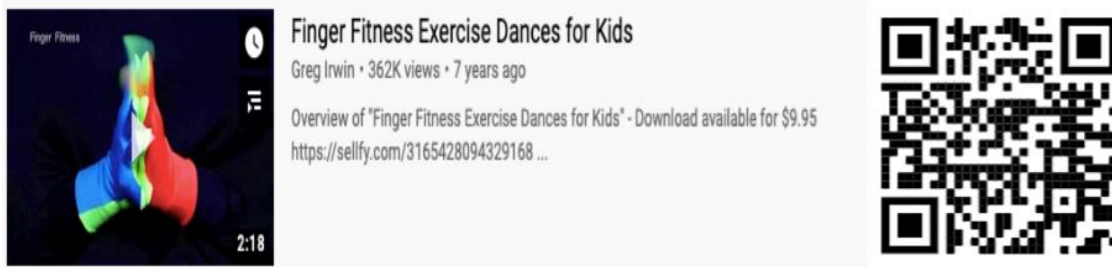 Finger Fitness
2:18
Finger Fitness Exercise Dances for Kids
Greg Irwin • 362K views • 7 years ago
Overview of "Finger Fitness Exercise Dances for Kids" - Download available for $9.95
https://sellfy.com/3165428094329168 ...